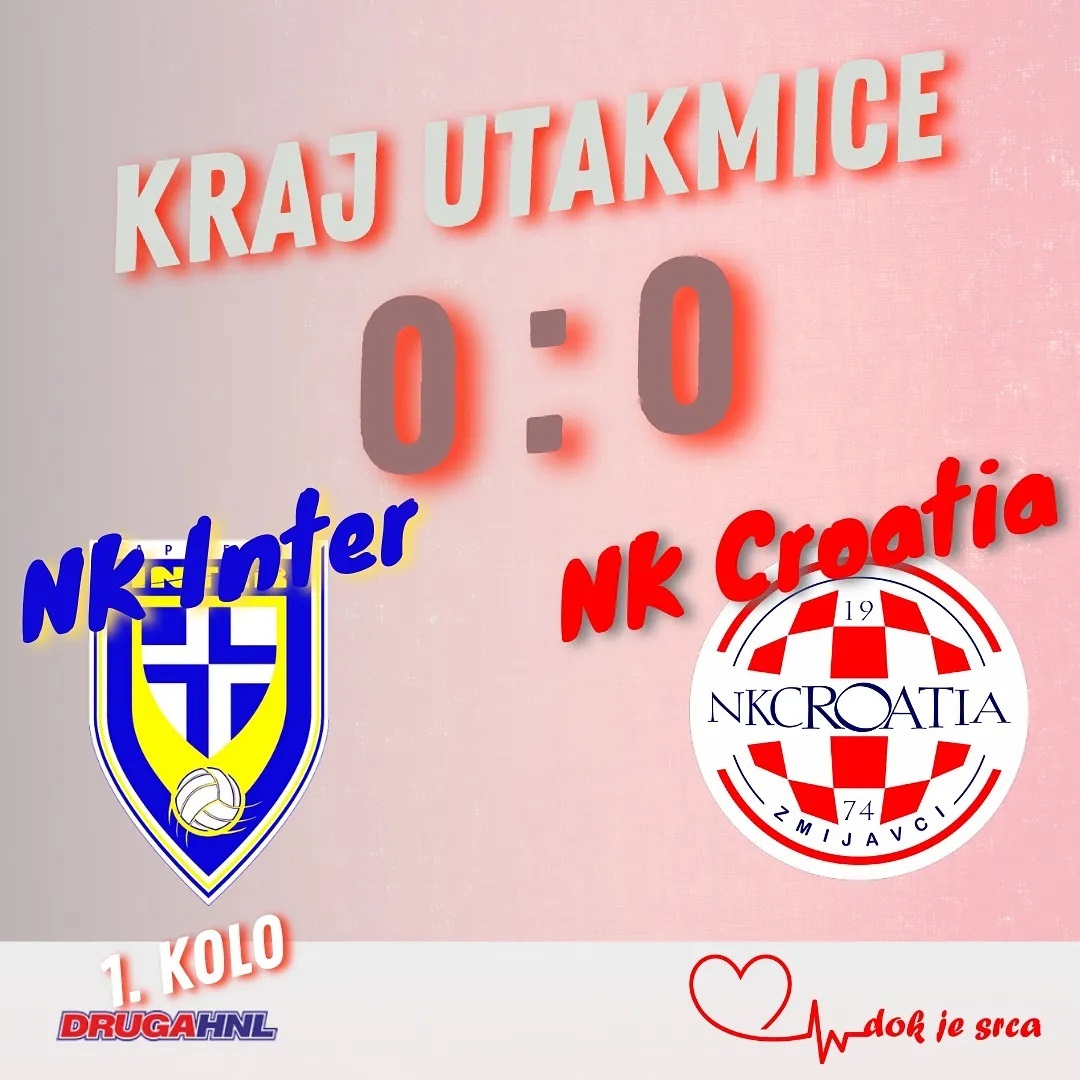 KRAJ UTAKMICE
0:0
NK Inter
NK Croatia
19
NKCROATIA
74
ZMIJAVCI
1. KOLO
DRUGAHNL
dok je srca